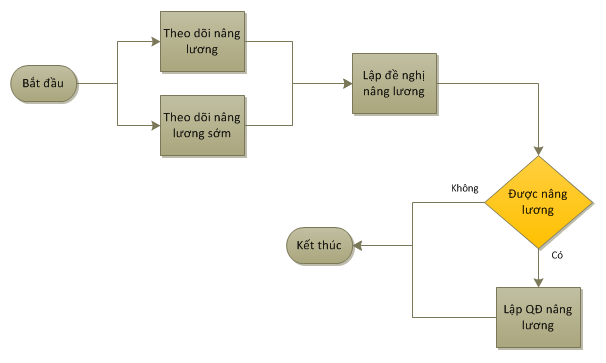 Theo dõi nâng
lương
Bắt đầu
Lập đề nghị
nâng lương
Theo dõi nâng
lương sớm
Không
Được nâng
lương
Kết thúc
Có
Lập QĐ nâng
lương